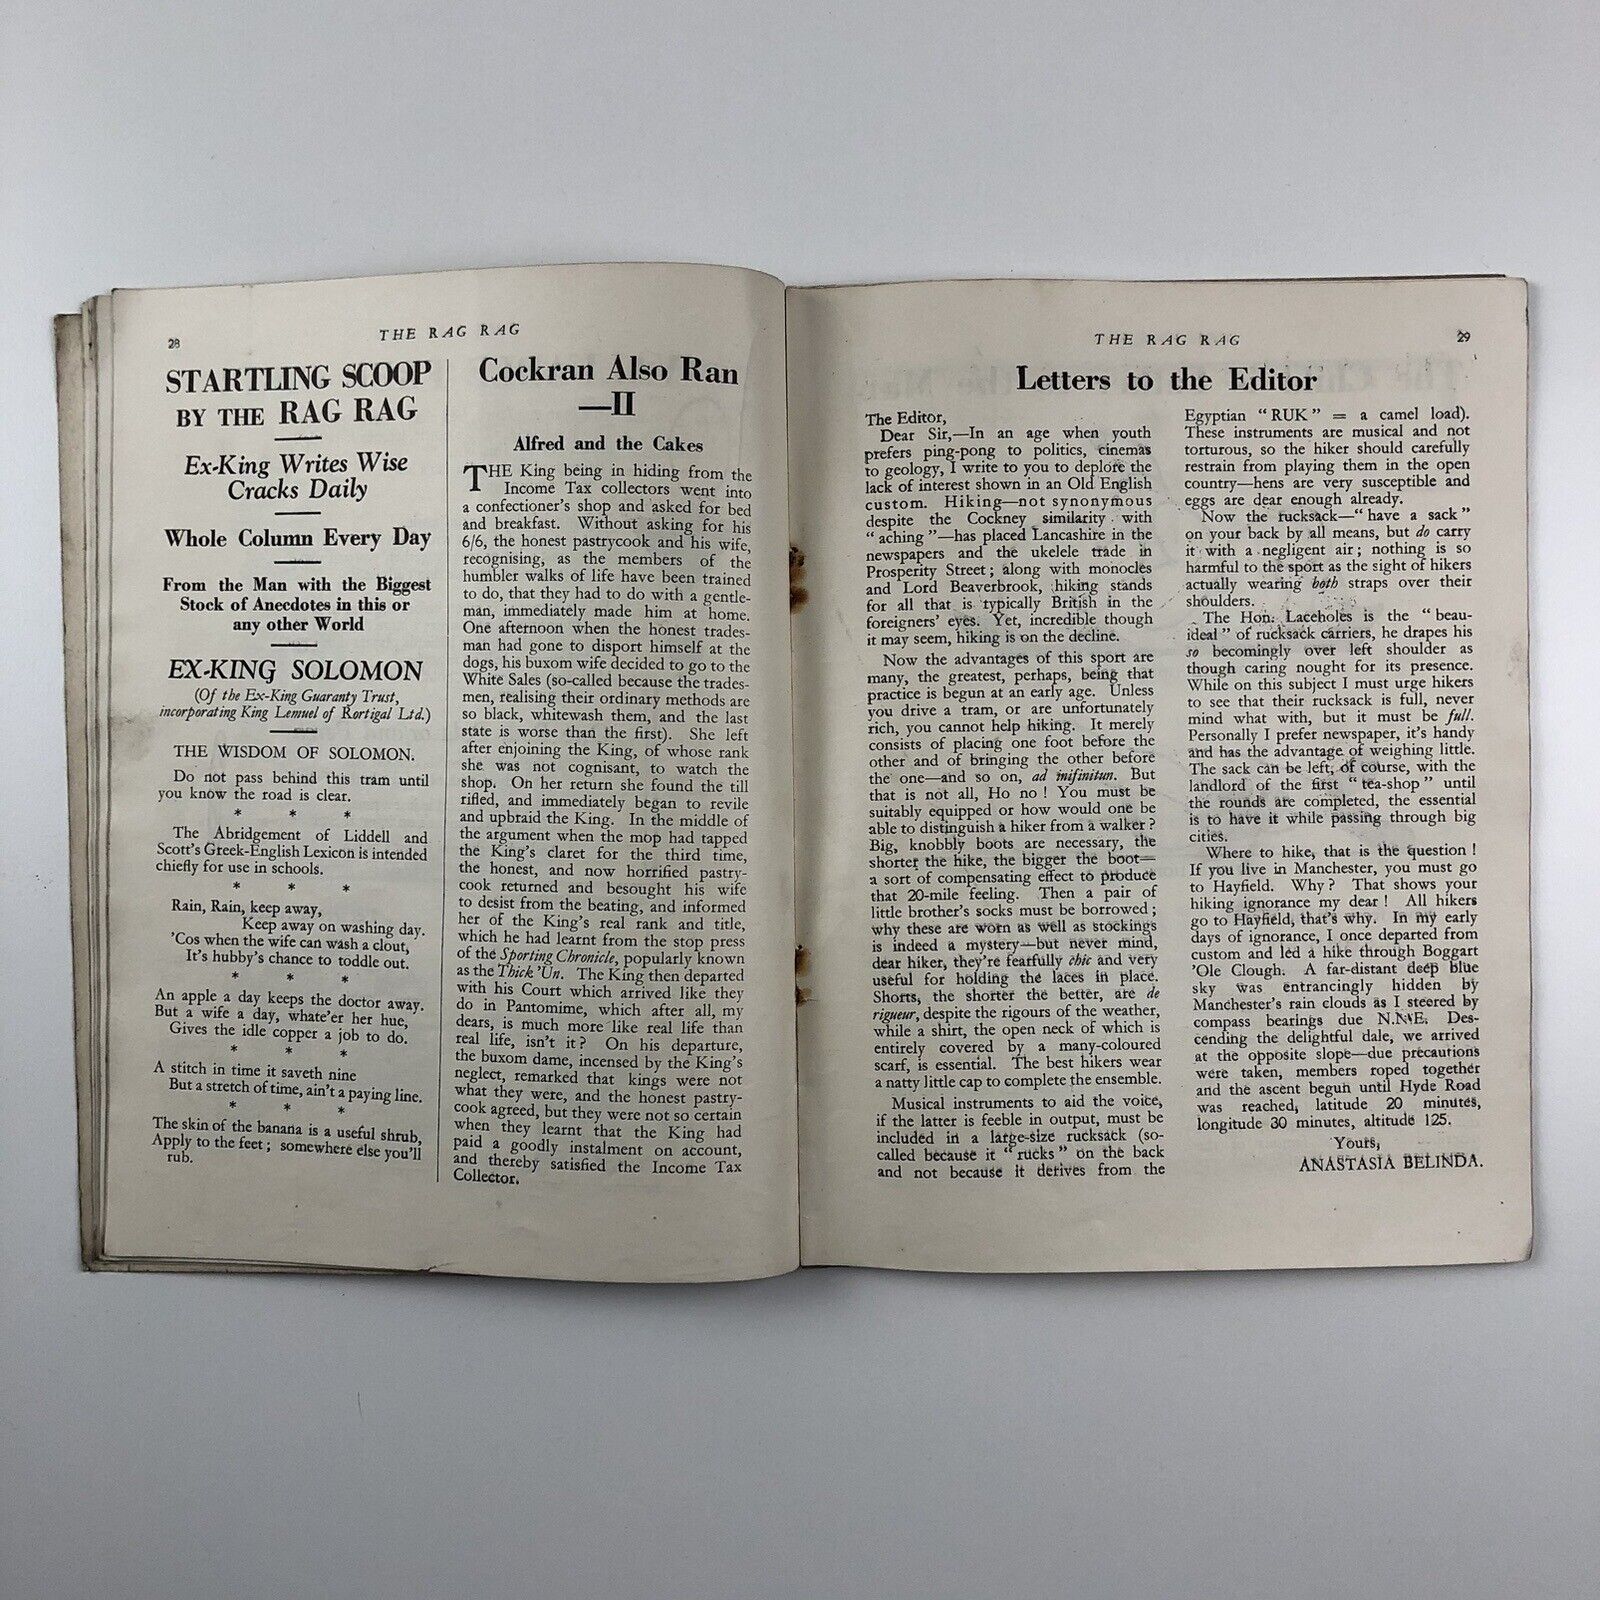 28
THE RAG RAG
STARTLING SCOOP
BY THE RAG RAG
Ex-King Writes Wise
Cracks Daily
Whole Column Every Day
From the Man with the Biggest
Stock of Anecdotes in this or
any other World
EX-KING SOLOMON
(Of the Ex-King Guaranty Trust,
incorporating King Lemuel of Rortigal Ltd.)
THE WISDOM OF SOLOMON.
Do not pass behind this tram until
you know the road is clear.
* * *
The Abridgement of Liddell and
Scott's Greek-English Lexicon is intended
chiefly for use in schools.
* * *
Rain, Rain, keep away,
Keep away on washing day.
'Cos when the wife can wash a clout,
It's hubby's chance to toddle out.
* * *
An apple a day keeps the doctor away.
But a wife a day, whate'er her hue,
Gives the idle copper a job to do.
* * *
A stitch in time it saveth nine
But a stretch of time, ain't a paying line.
* * *
The skin of the banana is a useful shrub,
Apply to the feet; somewhere else you'll
rub.
Cockran Also Ran
—II
Alfred and the Cakes
THE King being in hiding from the
Income Tax collectors went into
a confectioner's shop and asked for bed
and breakfast. Without asking for his
6/6, the honest pastrycook and his wife,
recognising, as the members of the
humbler walks of life have been trained
to do, that they had to do with a gentle-
man, immediately made him at home.
One afternoon when the honest trades-
man had gone to disport himself at the
dogs, his buxom wife decided to go to the
White Sales (so-called because the trades-
men, realising their ordinary methods are
so black, whitewash them, and the last
state is worse than the first). She left
after enjoining the King, of whose rank
she was not cognisant, to watch the
shop. On her return she found the till
rifled, and immediately began to revile
and upbraid the King. In the middle of
the argument when the mop had tapped
the King's claret for the third time,
the honest, and now horrified pastry-
cook returned and besought his wife
to desist from the beating, and informed
her of the King's real rank and title,
which he had learnt from the stop press
of the Sporting Chronicle, popularly known
as the Thick 'Un. The King then departed
with his Court which arrived like they
do in Pantomime, which after all, my
dears, is much more like real life than
real life, isn't it? On his departure,
the buxom dame, incensed by the King's
neglect, remarked that kings were not
what they were, and the honest pastry-
cook agreed, but they were not so certain
when they learnt that the King had
paid a goodly instalment on account,
and thereby satisfied the Income Tax
Collector.
THE RAG RAG
29
Letters to the Editor
The Editor,
Dear Sir,—In an age when youth
prefers ping-pong to politics, cinemas
to geology, I write to you to deplore the
lack of interest shown in an Old English
custom. Hiking—not synonymous
despite the Cockney similarity with
"aching"—has placed Lancashire in the
newspapers and the ukelele trade in
Prosperity Street; along with monocles
and Lord Beaverbrook, hiking stands
for all that is typically British in the
foreigners' eyes. Yet, incredible though
it may seem, hiking is on the decline.
Now the advantages of this sport are
many, the greatest, perhaps, being that
practice is begun at an early age. Unless
you drive a tram, or are unfortunately
rich, you cannot help hiking. It merely
consists of placing one foot before the
other and of bringing the other before
the one—and so on, ad inifinitun. But
that is not all, Ho no! You must be
suitably equipped or how would one be
able to distinguish a hiker from a walker?
Big, knobbly boots are necessary, the
shorter the hike, the bigger the boot—
a sort of compensating effect to produce
that 20-mile feeling. Then a pair of
little brother's socks must be borrowed;
why these are worn as well as stockings
is indeed a mystery—but never mind,
dear hiker, they're fearfully chic and very
useful for holding the laces in place.
Shorts, the shorter the better, are de
rigueur, despite the rigours of the weather,
while a shirt, the open neck of which is
entirely covered by a many-coloured
scarf, is essential. The best hikers wear
a natty little cap to complete the ensemble.
Musical instruments to aid the voice,
if the latter is feeble in output, must be
included in a large-size rucksack (so-
called because it "rucks" on the back
and not because it derives from the
Egyptian "RUK" = a camel load).
These instruments are musical and not
torturous, so the hiker should carefully
restrain from playing them in the open
country—hens are very susceptible and
eggs are dear enough already.
Now the rucksack—"have a sack"
on your back by all means, but do carry
it with a negligent air; nothing is so
harmful to the sport as the sight of hikers
actually wearing both straps over their
shoulders.
The Hon. Laceholes is the "beau-
ideal" of rucksack carriers, he drapes his
so becomingly over left shoulder as
though caring nought for its presence.
While on this subject I must urge hikers
to see that their rucksack is full, never
mind what with, but it must be full.
Personally I prefer newspaper, it's handy
and has the advantage of weighing little.
The sack can be left, of course, with the
landlord of the first "tea-shop" until
the rounds are completed, the essential
is to have it while passing through big
cities.
Where to hike, that is the question!
If you live in Manchester, you must go
to Hayfield. Why? That shows your
hiking ignorance my dear! All hikers
go to Hayfield, that's why. In my early
days of ignorance, I once departed from
custom and led a hike through Boggart
'Ole Clough. A far-distant deep blue
sky was entrancingly hidden by
Manchester's rain clouds as I steered by
compass bearings due N.N.E. Des-
cending the delightful dale, we arrived
at the opposite slope—due precautions
were taken, members roped together
and the ascent begun until Hyde Road
was reached, latitude 20 minutes,
longitude 30 minutes, altitude 125.
Yours,
ANASTASIA BELINDA.